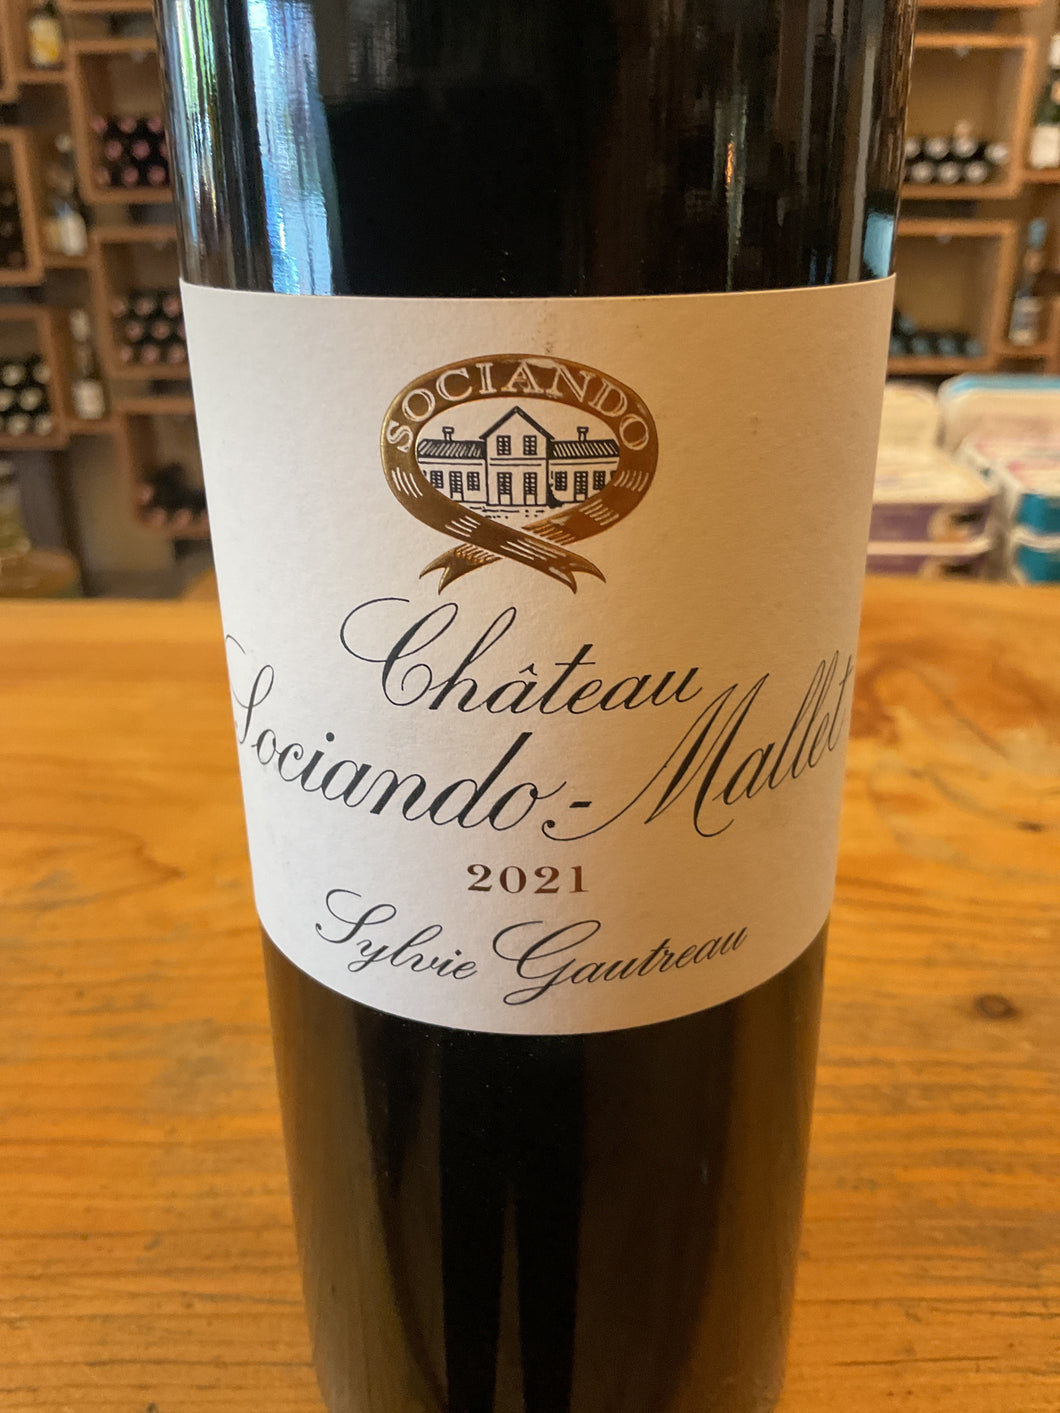 SOCIANDO
Château
Sociando-Mallet
2021
Sylvie Gautreau